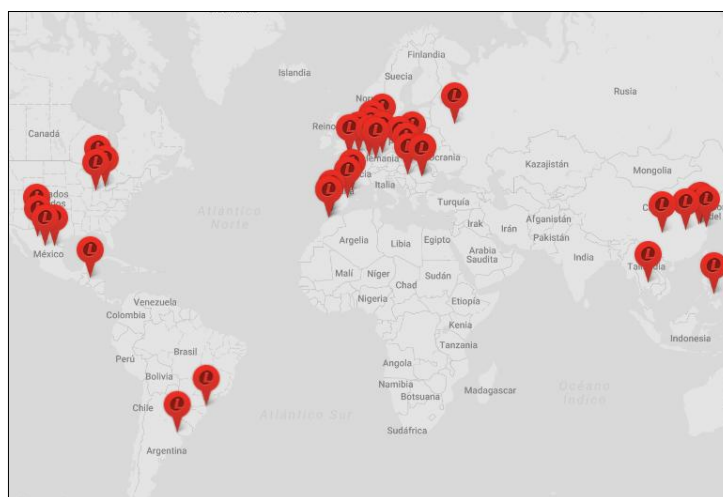 Finlandia
Islandia
Suecia
Rusia
Reino
Canadá
Kazajistán
Mongolia
Italia
Turquía
Atlántico
Norte
Afganistán
Irak
Irán
Pakistán
Argelia
Libia
Egipto
Arabia
Saudita
México
India
Malí
Níger
Sudán
Chad
Nigeria
Etiopía
Venezuela
Colombia
Kenia
Indonesia
Tanzania
Perú
Brasil
Angola
Bolivia
Namibia
Botsuana
Madagascar
Océano
Índico
Chile
Atlántico Sur
Sudáfrica
Argentina